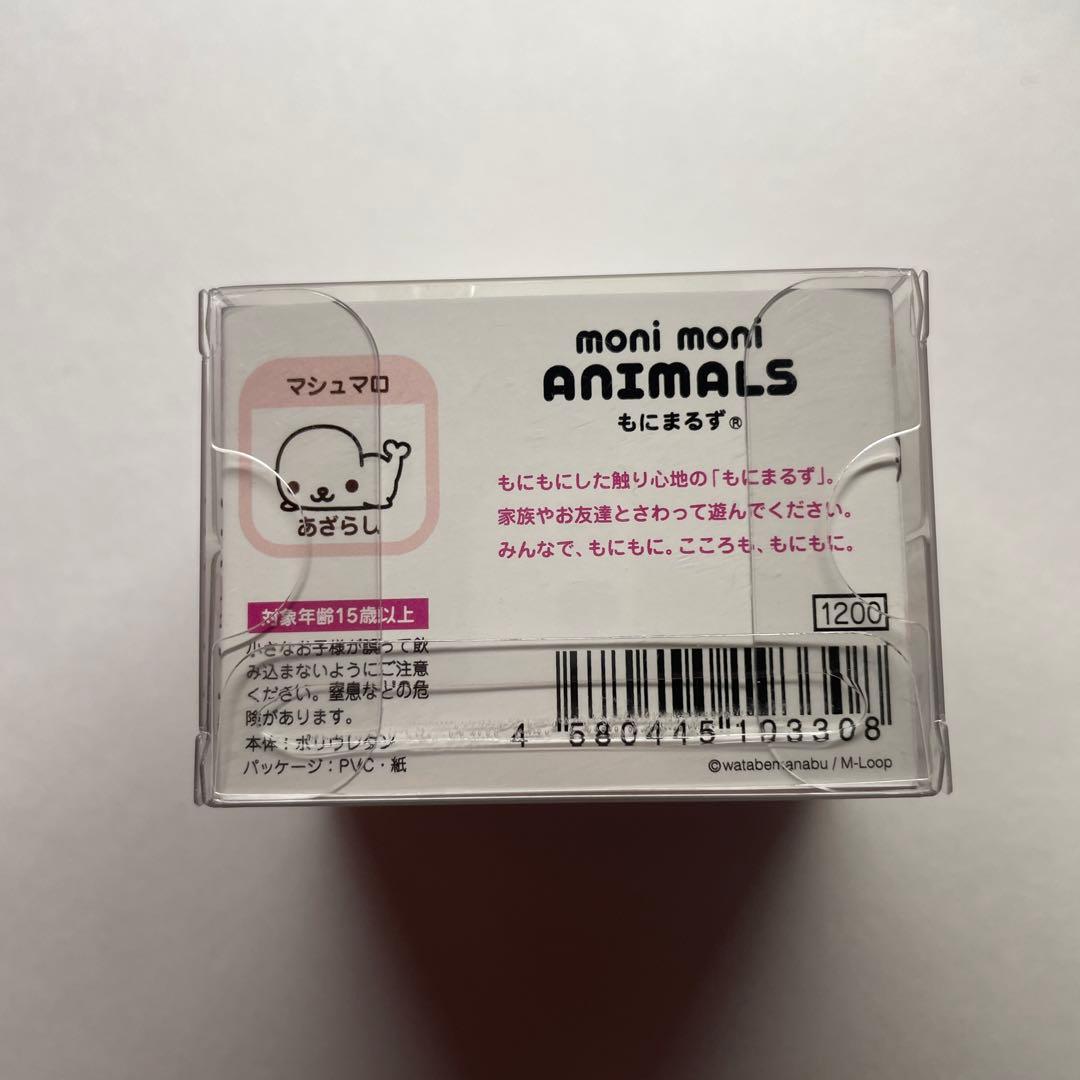 マシュマロ
あざらし
moni moni
ANIMALS
もにまるず®
もにもにした触り心地の「もにまるず」。
家族やお友達とさわって遊んでください。
みんなで、もにもに。こころも、もにもに。
対象年齢15歳以上
小さなお子様が誤って飲
み込まないようにご注意
ください。窒息などの危
険があります。
本体：ポリウレタン
パッケージ：PVC・紙
1200
4 580445 103308
©watabemanabu / M-Loop